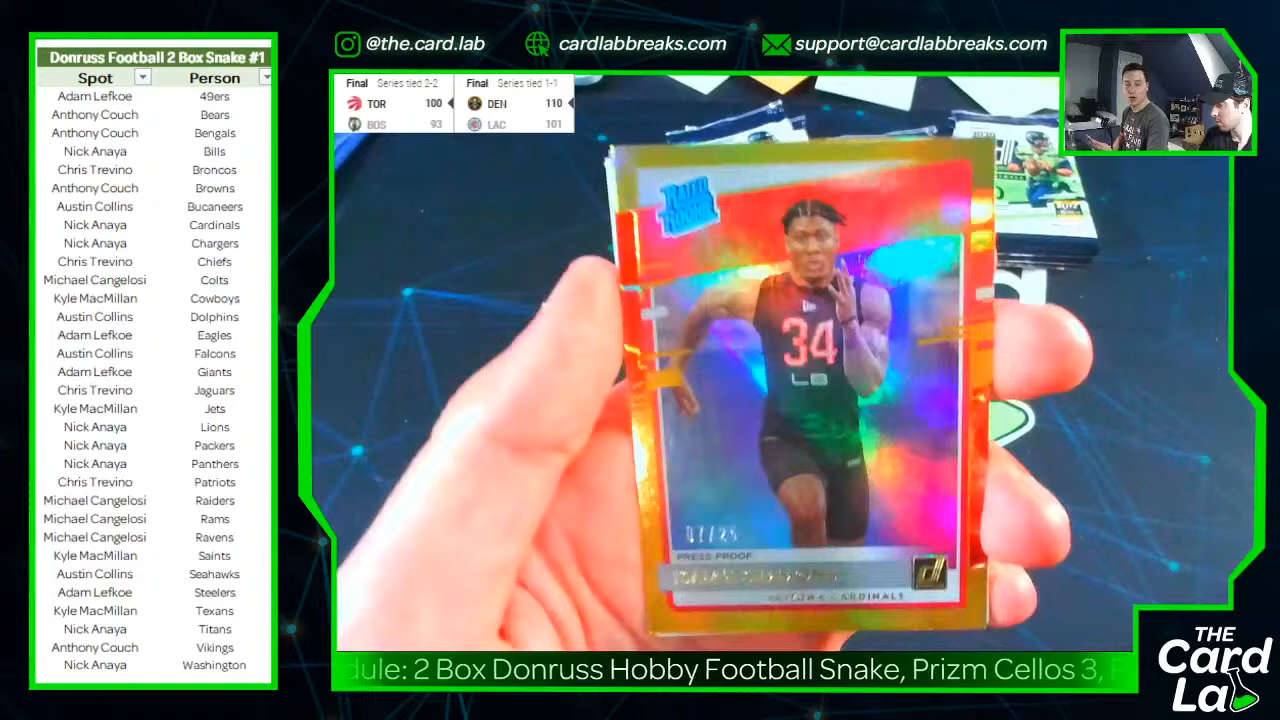 Donruss Football 2 Box Snake #1
Spot Person
Adam Lefkoe 49ers
Anthony Couch Bears
Anthony Couch Bengals
Nick Anaya Bills
Chris Trevino Broncos
Anthony Couch Browns
Austin Collins Bucaneers
Nick Anaya Cardinals
Nick Anaya Chargers
Chris Trevino Chiefs
Michael Cangelosi Colts
Kyle MacMillan Cowboys
Austin Collins Dolphins
Adam Lefkoe Eagles
Austin Collins Falcons
Adam Lefkoe Giants
Chris Trevino Jaguars
Kyle MacMillan Jets
Nick Anaya Lions
Nick Anaya Packers
Nick Anaya Panthers
Chris Trevino Patriots
Michael Cangelosi Raiders
Michael Cangelosi Rams
Michael Cangelosi Ravens
Kyle MacMillan Saints
Austin Collins Seahawks
Adam Lefkoe Steelers
Kyle MacMillan Texans
Nick Anaya Titans
Anthony Couch Vikings
Nick Anaya Washington
@the.card.lab cardlabbreaks.com support@cardlabbreaks.com
Final Series tied 2-2
TOR 100
BOS 93
Final Series tied 1-1
DEN 110
LAC 101
RATED ROOKIE
34
LB
07/25
PRESS PROOF
ARIZONA CARDINALS
dule: 2 Box Donruss Hobby Football Snake, Prizm Cellos 3,
THE
Card
Lab